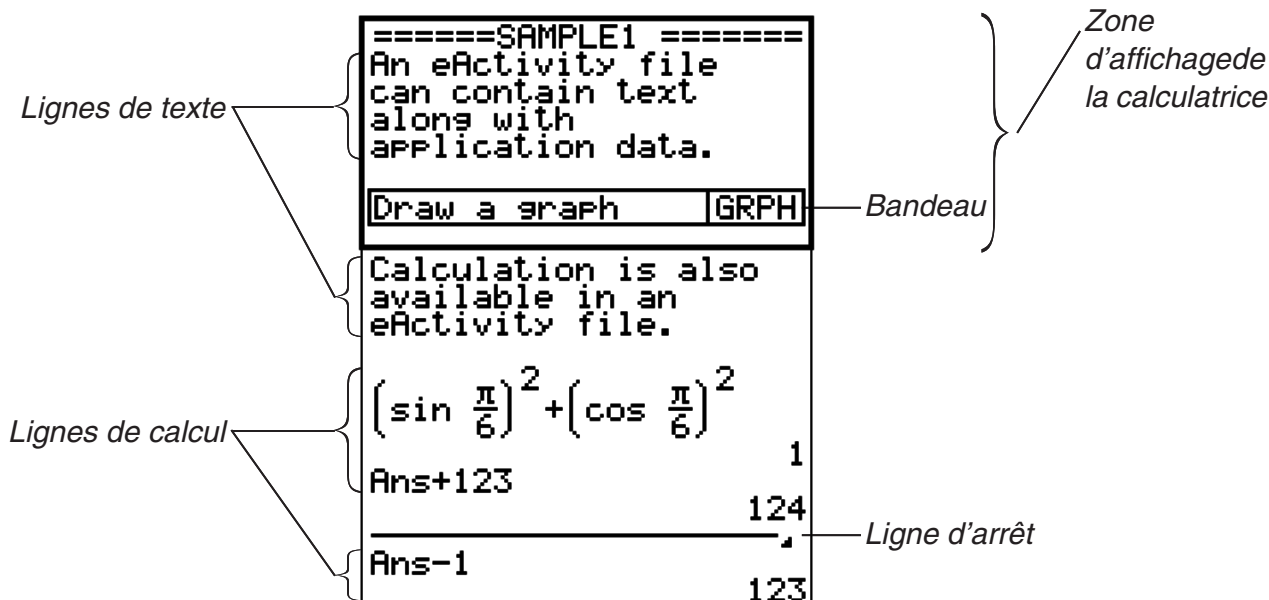 ======SAMPLE1 =======
An eActivity file
can contain text
along with
application data.
Draw a graph GRPH
Calculation is also
available in an
eActivity file.
(sin π/6)²+(cos π/6)²
1
Ans+123
124
Ans-1
123
Lignes de texte
Lignes de calcul
Zone
d'affichagede
la calculatrice
Bandeau
Ligne d'arrêt